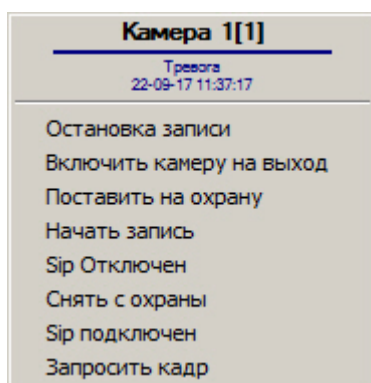 Камера 1[1]
Тревога
22-09-17 11:37:17
Остановка записи
Включить камеру на выход
Поставить на охрану
Начать запись
Sip Отключен
Снять с охраны
Sip подключен
Запросить кадр